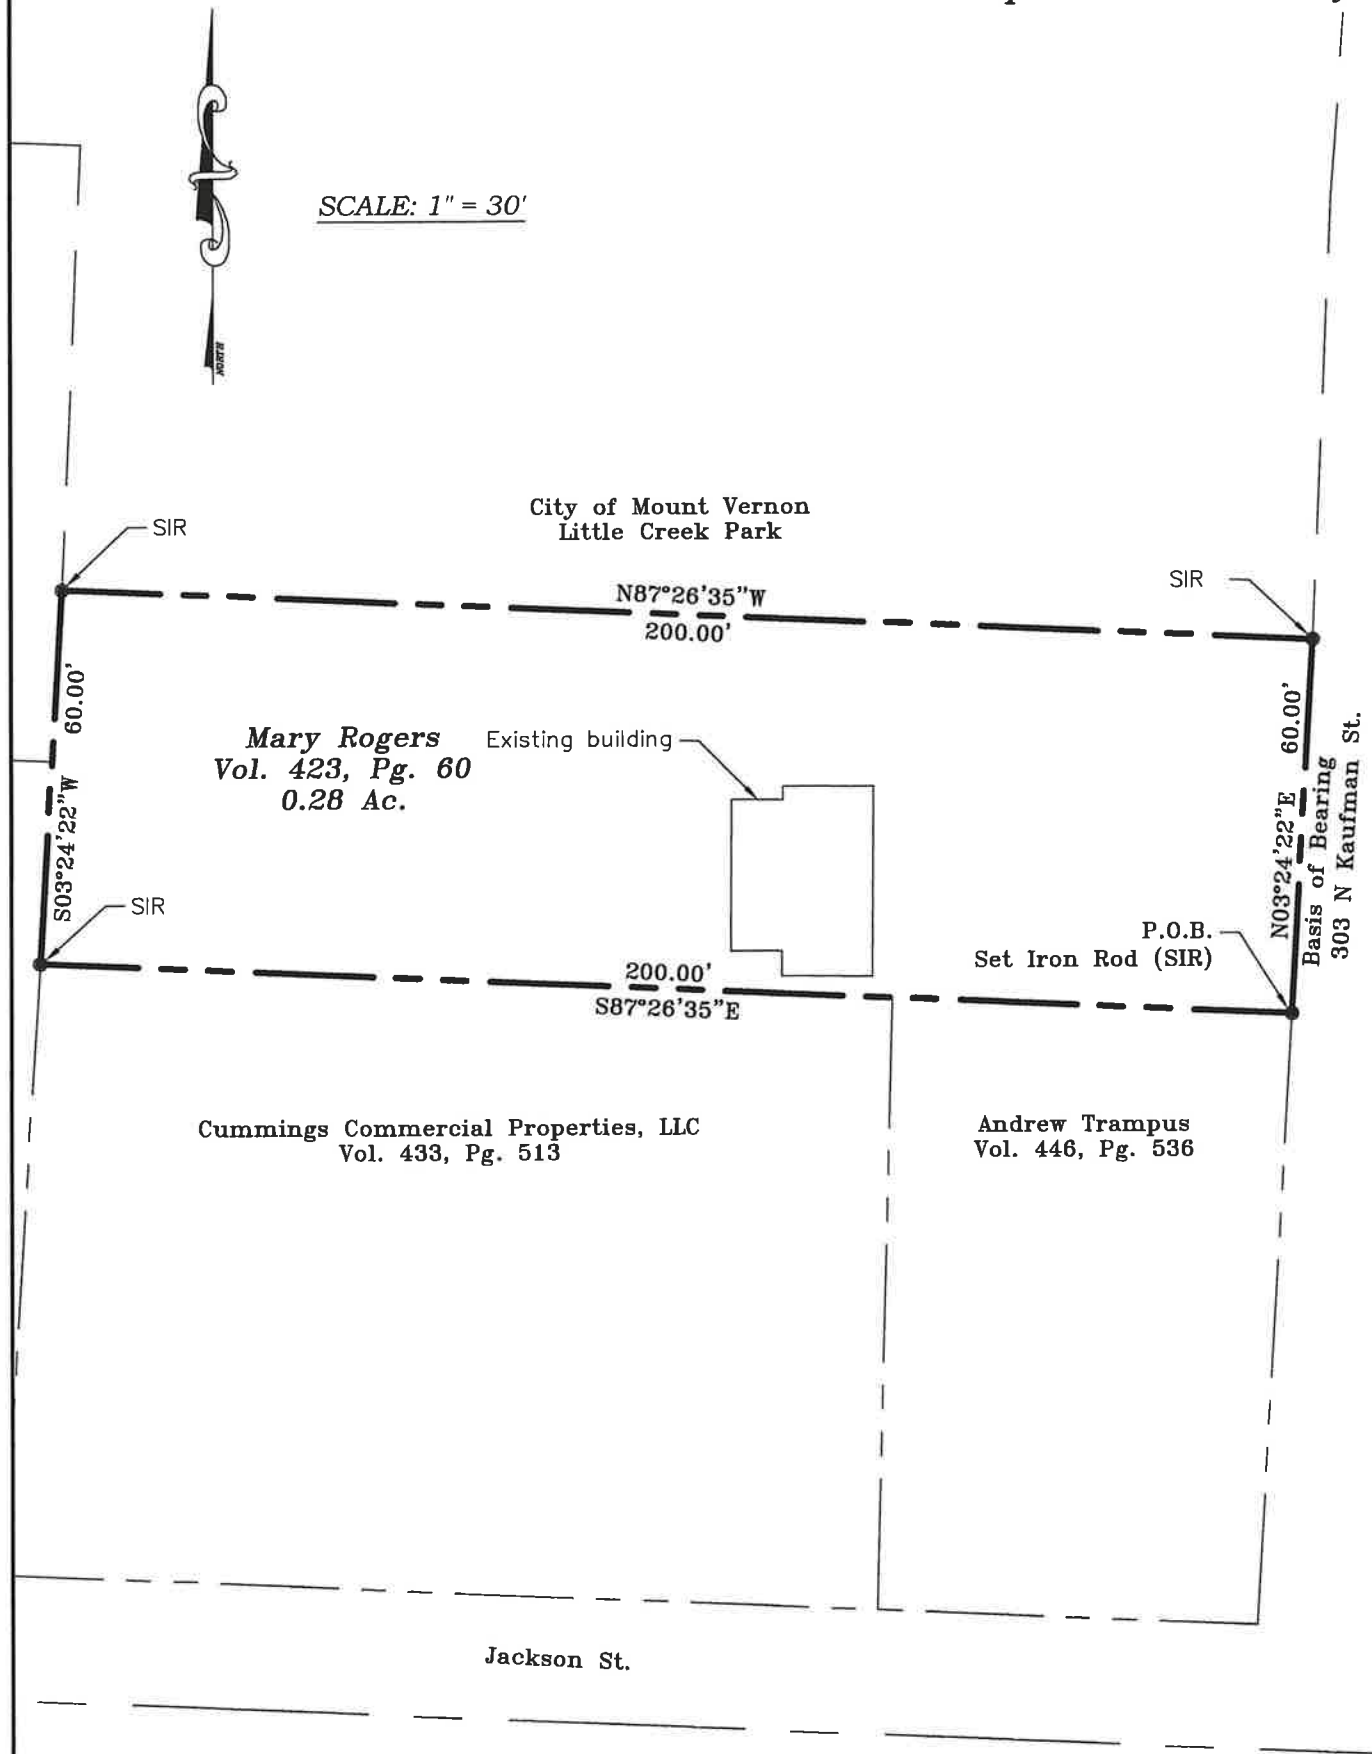 NORTH
SCALE: 1" = 30'
City of Mount Vernon
Little Creek Park
SIR
SIR
N87°26'35"W
200.00'
60.00'
S03°24'22"W
60.00'
N03°24'22"E
Basis of Bearing
303 N Kaufman St.
Mary Rogers
Vol. 423, Pg. 60
0.28 Ac.
Existing building
SIR
P.O.B.
Set Iron Rod (SIR)
200.00'
S87°26'35"E
Cummings Commercial Properties, LLC
Vol. 433, Pg. 513
Andrew Trampus
Vol. 446, Pg. 536
Jackson St.